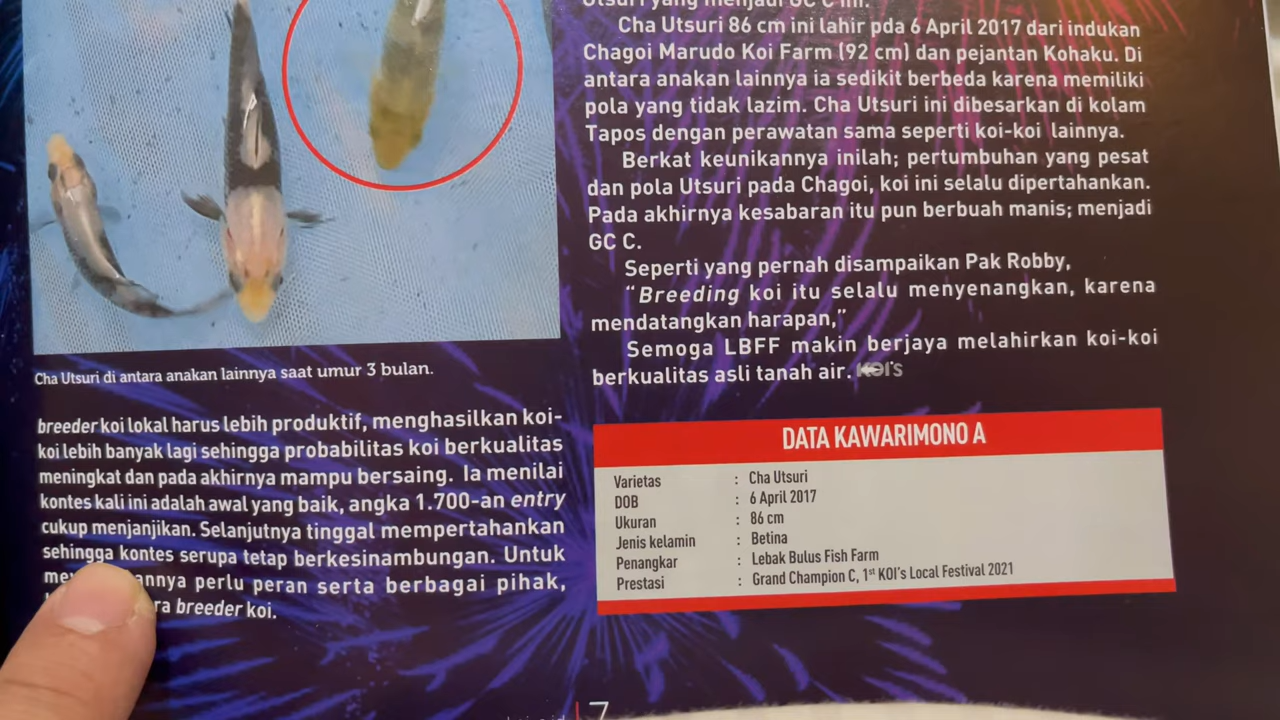 Cha Utsuri di antara anakan lainnya saat umur 3 bulan.
breeder koi lokal harus lebih produktif, menghasilkan koi-
koi lebih banyak lagi sehingga probabilitas koi berkualitas
meningkat dan pada akhirnya mampu bersaing. Ia menilai
kontes kali ini adalah awal yang baik, angka 1.700-an entry
cukup menjanjikan. Selanjutnya tinggal mempertahankan
sehingga kontes serupa tetap berkesinambungan. Untuk
perlu peran serta berbagai pihak,
breeder koi.
Utsuri yang menjadi GC C ini.
Cha Utsuri 86 cm ini lahir pda 6 April 2017 dari indukan
Chagoi Marudo Koi Farm (92 cm) dan pejantan Kohaku. Di
antara anakan lainnya ia sedikit berbeda karena memiliki
pola yang tidak lazim. Cha Utsuri ini dibesarkan di kolam
Tapos dengan perawatan sama seperti koi-koi lainnya.
Berkat keunikannya inilah; pertumbuhan yang pesat
dan pola Utsuri pada Chagoi, koi ini selalu dipertahankan.
Pada akhirnya kesabaran itu pun berbuah manis; menjadi
GC C.
Seperti yang pernah disampaikan Pak Robby,
“Breeding koi itu selalu menyenangkan, karena
mendatangkan harapan,”
Semoga LBFF makin berjaya melahirkan koi-koi
berkualitas asli tanah air. KOI's
DATA KAWARIMONO A
Varietas : Cha Utsuri
DOB : 6 April 2017
Ukuran : 86 cm
Jenis kelamin : Betina
Penangkar : Lebak Bulus Fish Farm
Prestasi : Grand Champion C, 1st KOI's Local Festival 2021
7